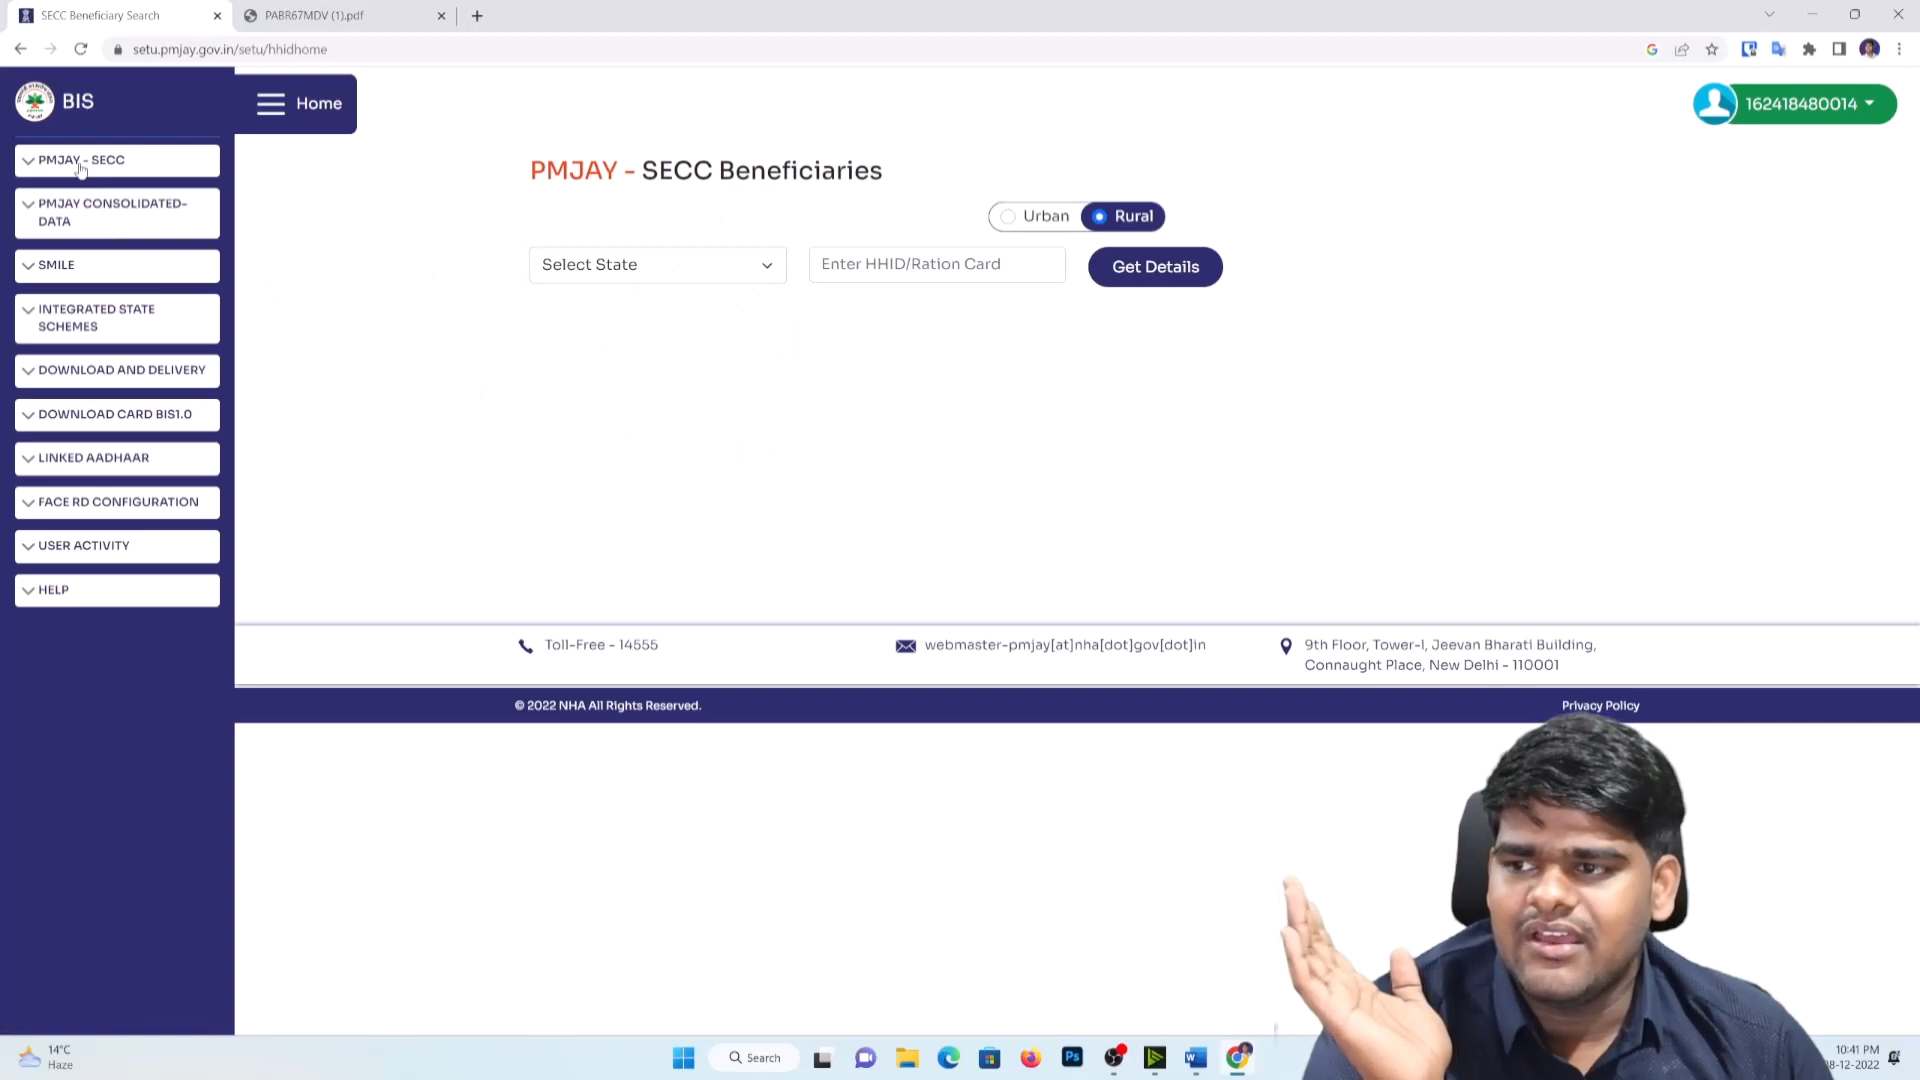 SECC Beneficiary Search
PABR67MDV (1).pdf
setu.pmjay.gov.in/setu/hhidhome
BIS
Home
162418480014
PMJAY - SECC
PMJAY CONSOLIDATED-
DATA
SMILE
INTEGRATED STATE
SCHEMES
DOWNLOAD AND DELIVERY
DOWNLOAD CARD BIS1.0
LINKED AADHAAR
FACE RD CONFIGURATION
USER ACTIVITY
HELP
PMJAY - SECC Beneficiaries
Urban Rural
Select State
Enter HHID/Ration Card
Get Details
Toll-Free - 14555
webmaster-pmjay[at]nha[dot]gov[dot]in
9th Floor, Tower-l, Jeevan Bharati Building,
Connaught Place, New Delhi - 110001
© 2022 NHA All Rights Reserved.
Privacy Policy
14°C
Haze
Search
Ps
W
10:41 PM
8-12-2022